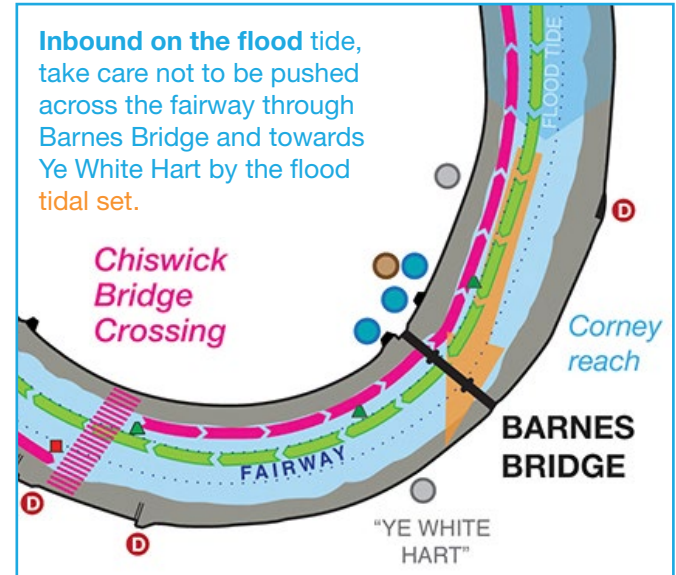 Inbound on the flood tide,
take care not to be pushed
across the fairway through
Barnes Bridge and towards
Ye White Hart by the flood
tidal set.
FLOOD TIDE
D
Chiswick
Bridge
Crossing
Corney
reach
BARNES
BRIDGE
FAIRWAY
D
D
"YE WHITE
HART"